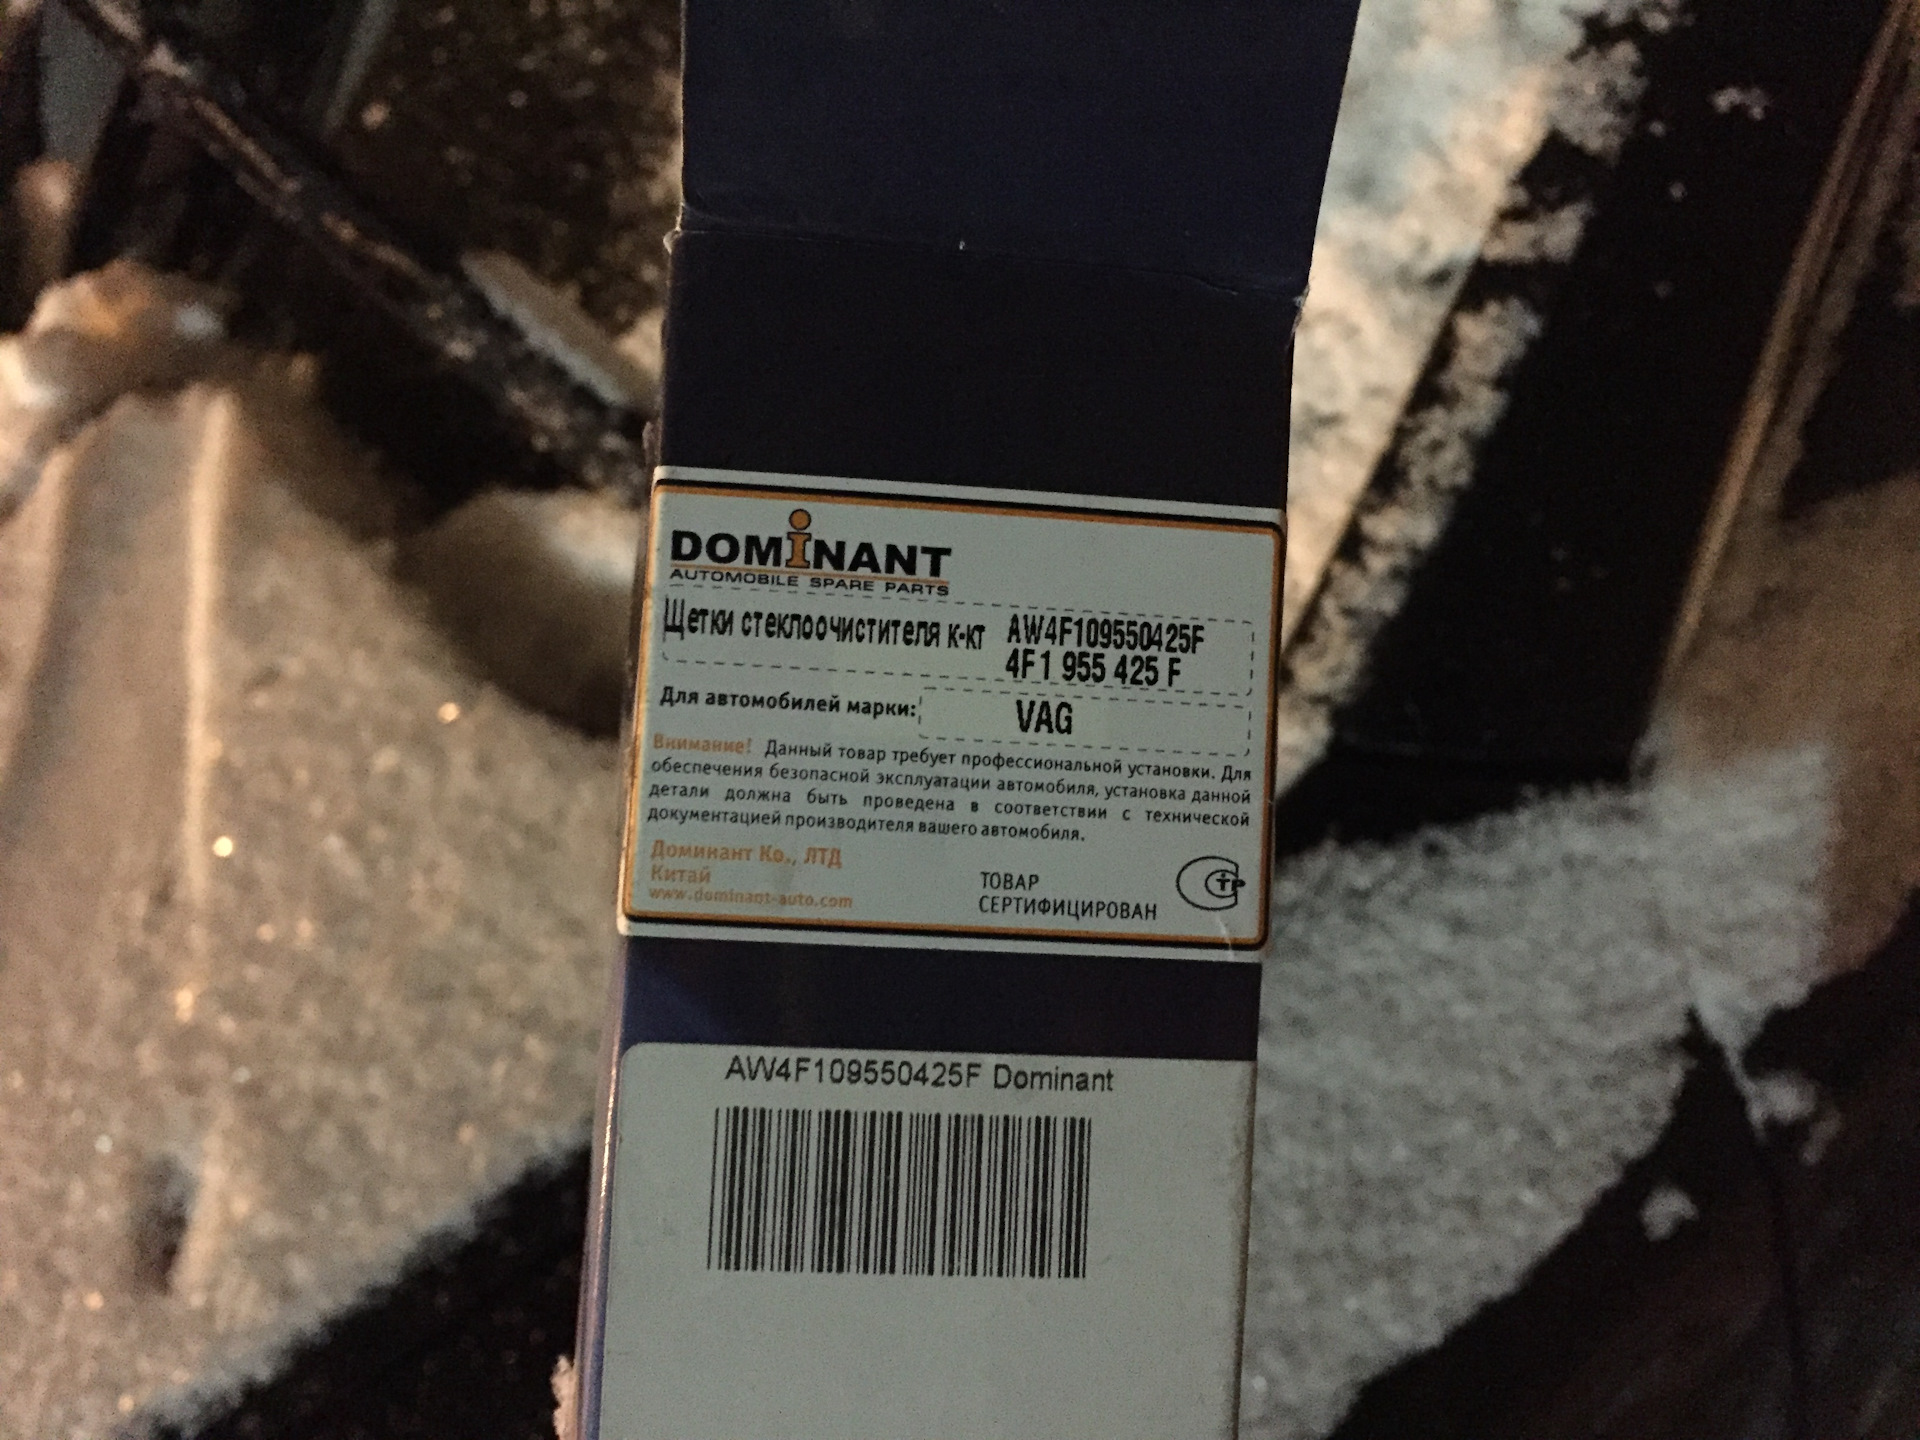 DOMiNANT
AUTOMOBILE SPARE PARTS
Щетки стеклоочистителя к-кт AW4F109550425F
4F1 955 425 F
Для автомобилей марки: VAG
Внимание! Данный товар требует профессиональной установки. Для
обеспечения безопасной эксплуатации автомобиля, установка данной
детали должна быть проведена в соответствии с технической
документацией производителя вашего автомобиля.
Доминант Ко., ЛТД
Китай
www.dominant-auto.com
ТОВАР
СЕРТИФИЦИРОВАН
AW4F109550425F Dominant